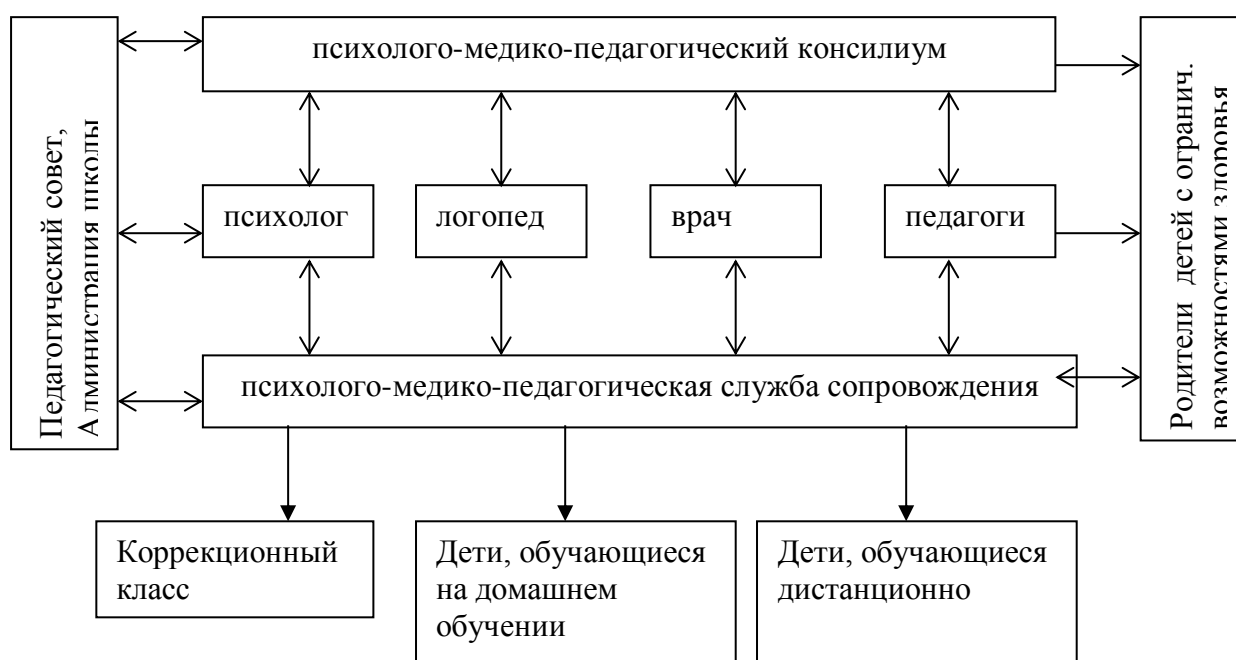 психолого-медико-педагогический консилиум
Педагогический совет,
Администрация школы
Родители детей с огранич.
возможностями здоровья
психолог
логопед
врач
педагоги
психолого-медико-педагогическая служба сопровождения
Коррекционный
класс
Дети, обучающиеся
на домашнем
обучении
Дети, обучающиеся
дистанционно